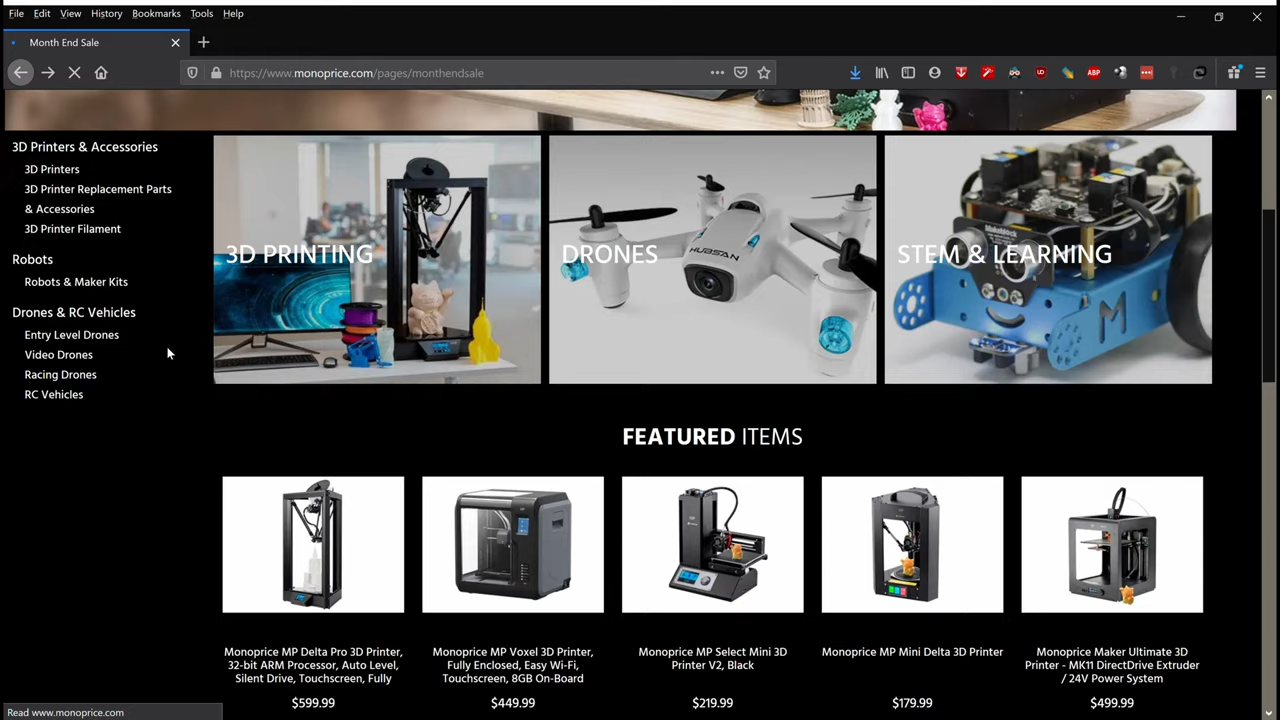 File Edit View History Bookmarks Tools Help
Month End Sale
https://www.monoprice.com/pages/monthendsale
UD
ABP
3D Printers & Accessories
3D Printers
3D Printer Replacement Parts
& Accessories
3D Printer Filament
Robots
Robots & Maker Kits
Drones & RC Vehicles
Entry Level Drones
Video Drones
Racing Drones
RC Vehicles
3D PRINTING
DRONES
HUBSAN
STEM & LEARNING
Makeblock
M
FEATURED ITEMS
Monoprice MP Delta Pro 3D Printer,
32-bit ARM Processor, Auto Level,
Silent Drive, Touchscreen, Fully
$599.99
Monoprice MP Voxel 3D Printer,
Fully Enclosed, Easy Wi-Fi,
Touchscreen, 8GB On-Board
$449.99
Monoprice MP Select Mini 3D
Printer V2, Black
$219.99
Monoprice MP Mini Delta 3D Printer
$179.99
Monoprice Maker Ultimate 3D
Printer - MK11 DirectDrive Extruder
/ 24V Power System
$499.99
Read www.monoprice.com